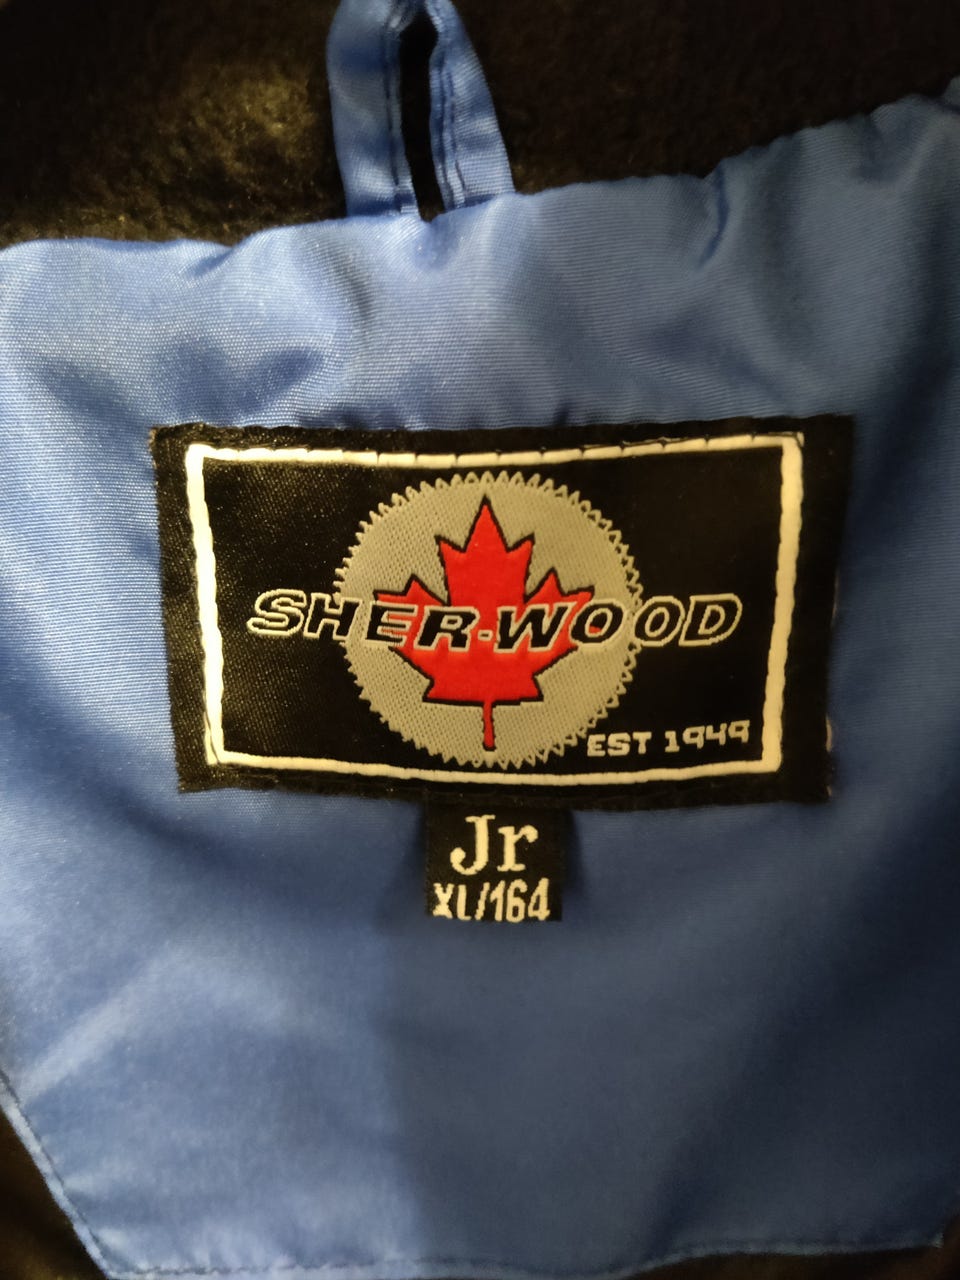 SHER-WOOD
EST 1949
Jr
XL/164